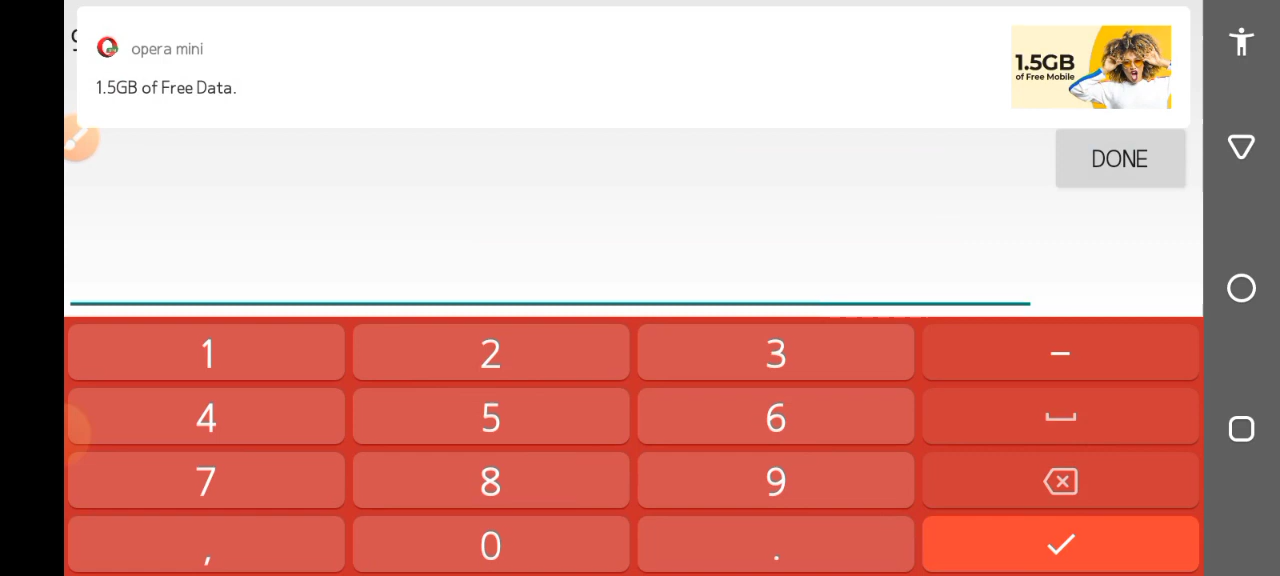 opera mini
1.5GB of Free Data.
1.5GB
of Free Mobile
DONE
1 2 3 –
4 5 6
7 8 9
, 0 .